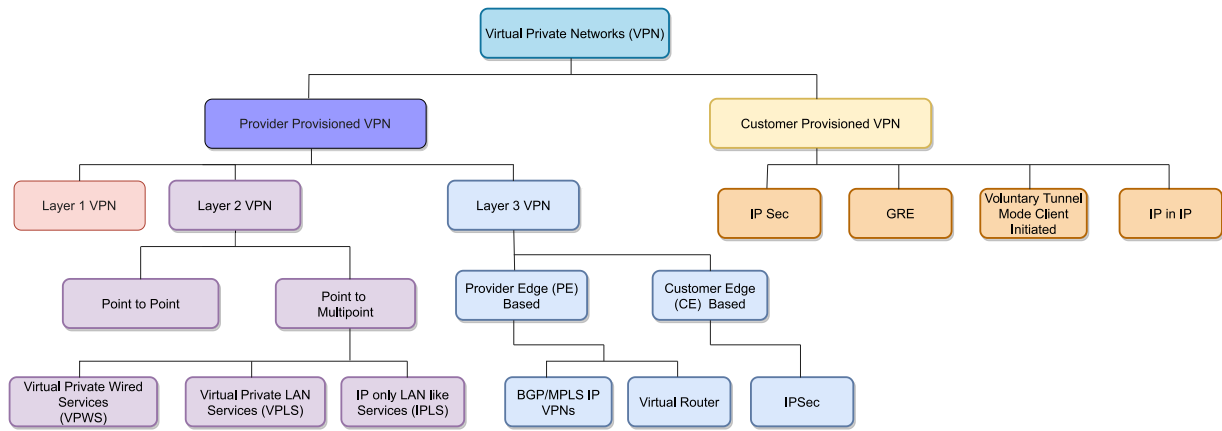 Virtual Private Networks (VPN)
Provider Provisioned VPN
Customer Provisioned VPN
Layer 1 VPN
Layer 2 VPN
Layer 3 VPN
IP Sec
GRE
Voluntary Tunnel
Mode Client
Initiated
IP in IP
Point to Point
Point to
Multipoint
Provider Edge (PE)
Based
Customer Edge
(CE) Based
Virtual Private Wired
Services
(VPWS)
Virtual Private LAN
Services (VPLS)
IP only LAN like
Services (IPLS)
BGP/MPLS IP
VPNs
Virtual Router
IPSec